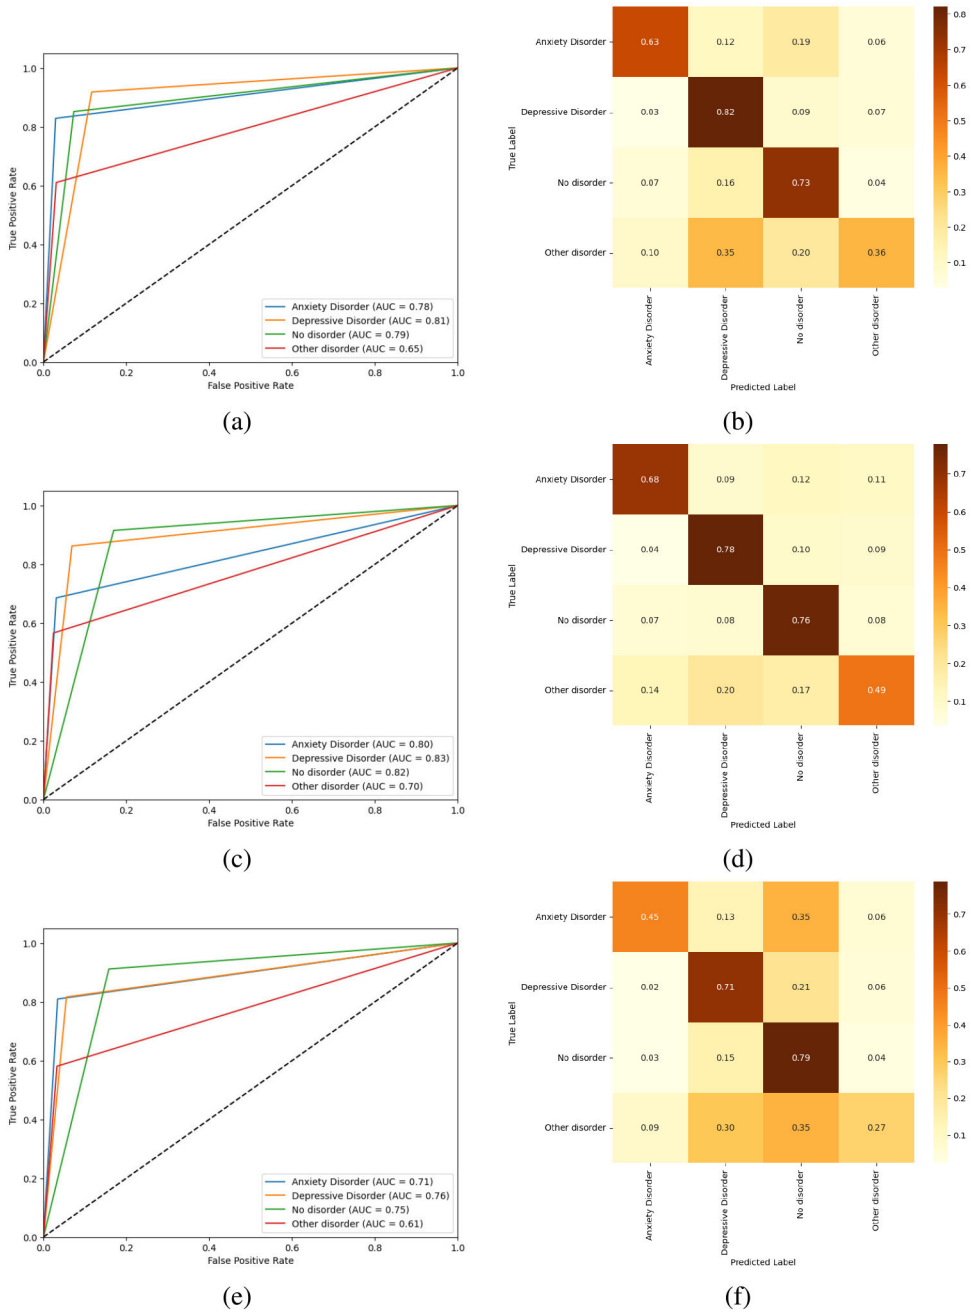 1.0
0.8
0.6
0.4
0.2
0.0
True Positive Rate
Anxiety Disorder (AUC = 0.78)
Depressive Disorder (AUC = 0.81)
No disorder (AUC = 0.79)
Other disorder (AUC = 0.65)
0.0 0.2 0.4 0.6 0.8 1.0
False Positive Rate
(a)
True Label
Anxiety Disorder 0.63 0.12 0.19 0.06
Depressive Disorder 0.03 0.82 0.09 0.07
No disorder 0.07 0.16 0.73 0.04
Other disorder 0.10 0.35 0.20 0.36
Anxiety Disorder
Depressive Disorder
No disorder
Other disorder
Predicted Label
0.8
0.7
0.6
0.5
0.4
0.3
0.2
0.1
(b)
1.0
0.8
0.6
0.4
0.2
0.0
True Positive Rate
Anxiety Disorder (AUC = 0.80)
Depressive Disorder (AUC = 0.83)
No disorder (AUC = 0.82)
Other disorder (AUC = 0.70)
0.0 0.2 0.4 0.6 0.8 1.0
False Positive Rate
(c)
True Label
Anxiety Disorder 0.68 0.09 0.12 0.11
Depressive Disorder 0.04 0.78 0.10 0.09
No disorder 0.07 0.08 0.76 0.08
Other disorder 0.14 0.20 0.17 0.49
Anxiety Disorder
Depressive Disorder
No disorder
Other disorder
Predicted Label
0.7
0.6
0.5
0.4
0.3
0.2
0.1
(d)
1.0
0.8
0.6
0.4
0.2
0.0
True Positive Rate
Anxiety Disorder (AUC = 0.71)
Depressive Disorder (AUC = 0.76)
No disorder (AUC = 0.75)
Other disorder (AUC = 0.61)
0.0 0.2 0.4 0.6 0.8 1.0
False Positive Rate
(e)
True Label
Anxiety Disorder 0.45 0.13 0.35 0.06
Depressive Disorder 0.02 0.71 0.21 0.06
No disorder 0.03 0.15 0.79 0.04
Other disorder 0.09 0.30 0.35 0.27
Anxiety Disorder
Depressive Disorder
No disorder
Other disorder
Predicted Label
0.7
0.6
0.5
0.4
0.3
0.2
0.1
(f)